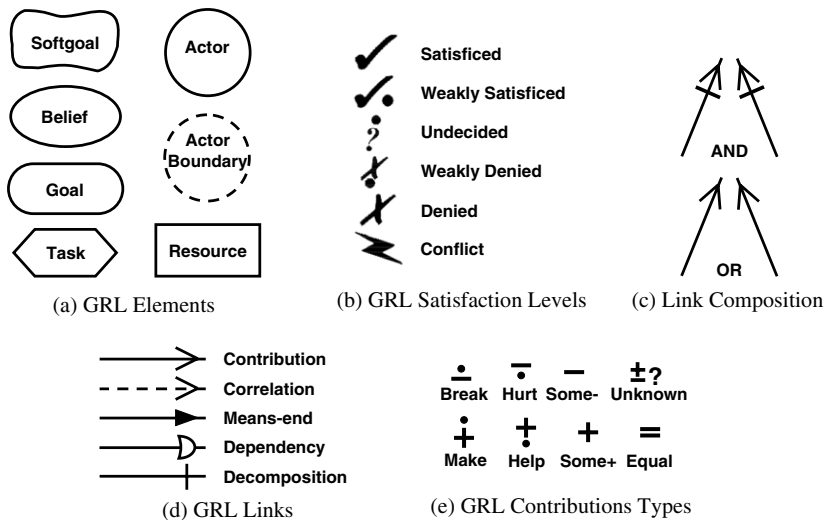 Softgoal
Actor
Belief
Actor
Boundary
Goal
Task
Resource
(a) GRL Elements
Satisficed
Weakly Satisficed
Undecided
Weakly Denied
Denied
Conflict
(b) GRL Satisfaction Levels
AND
OR
(c) Link Composition
Contribution
Correlation
Means-end
Dependency
Decomposition
(d) GRL Links
Break Hurt Some- Unknown
Make Help Some+ Equal
(e) GRL Contributions Types